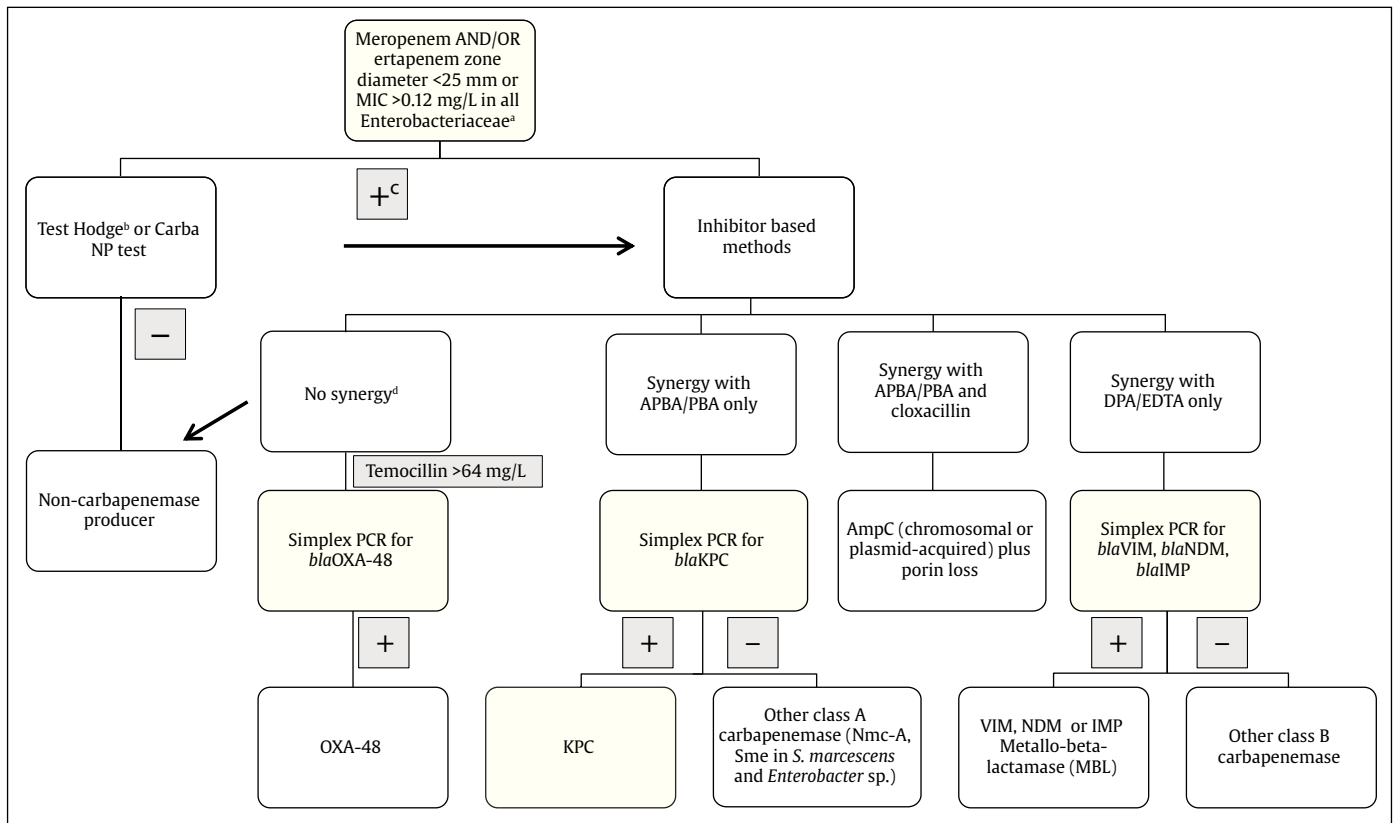 Meropenem AND/OR
ertapenem zone
diameter <25 mm or
MIC >0.12 mg/L in all
Enterobacteriaceaeᵃ
+ᶜ
Test Hodgeᵇ or Carba
NP test
Inhibitor based
methods
−
No synergyᵈ
Synergy with
APBA/PBA only
Synergy with
APBA/PBA and
cloxacillin
Synergy with
DPA/EDTA only
Temocillin >64 mg/L
Non-carbapenemase
producer
Simplex PCR for
blaOXA-48
Simplex PCR for
blaKPC
AmpC (chromosomal or
plasmid-acquired) plus
porin loss
Simplex PCR for
blaVIM, blaNDM,
blaIMP
+
+
−
+
−
OXA-48
KPC
Other class A
carbapenemase (Nmc-A,
Sme in S. marcescens
and Enterobacter sp.)
VIM, NDM or IMP
Metallo-beta-
lactamase (MBL)
Other class B
carbapenemase